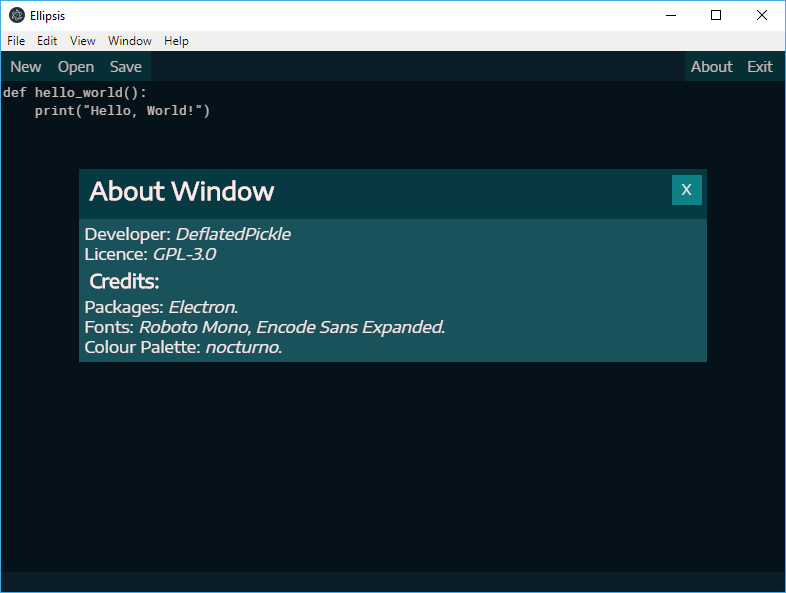 Ellipsis
File Edit View Window Help
New Open Save About Exit
def hello_world():
    print("Hello, World!")
About Window X
Developer: DeflatedPickle
Licence: GPL-3.0
Credits:
Packages: Electron.
Fonts: Roboto Mono, Encode Sans Expanded.
Colour Palette: nocturno.